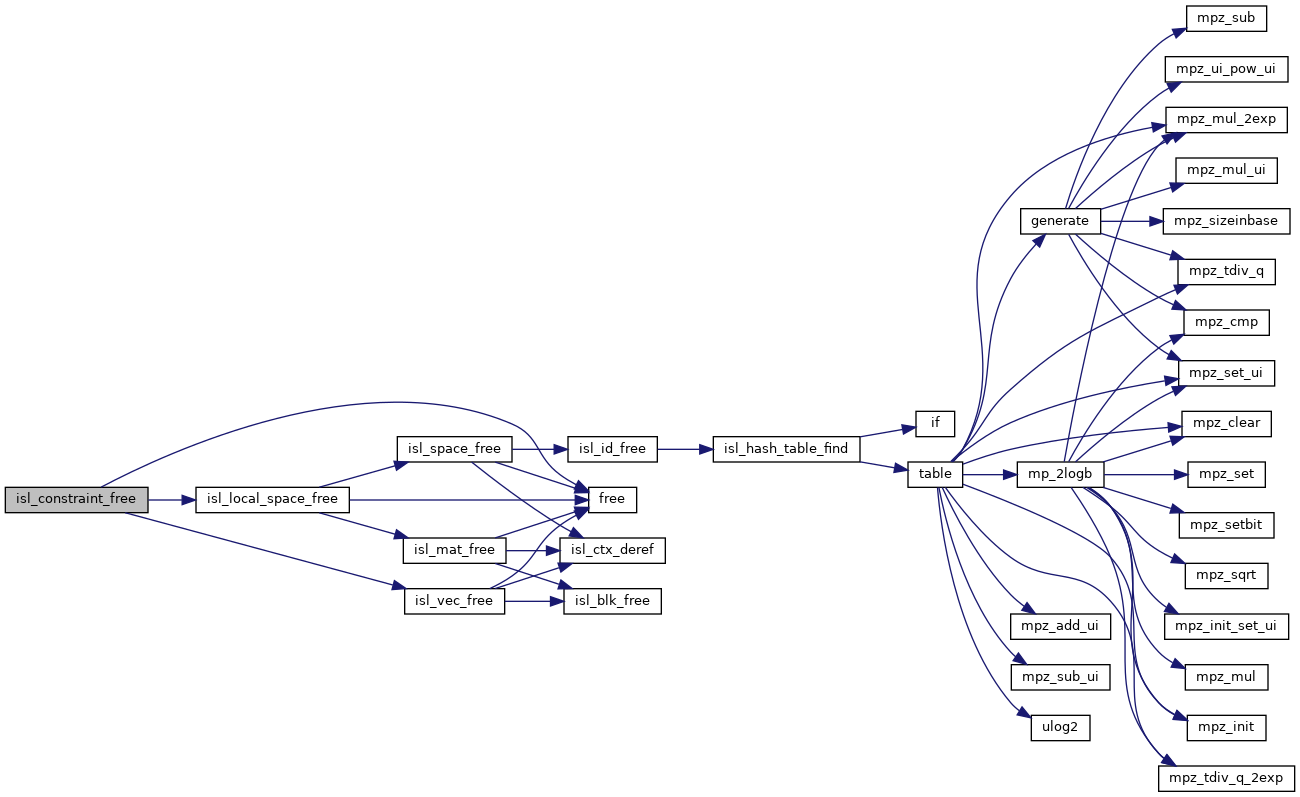 mpz_sub
mpz_ui_pow_ui
mpz_mul_2exp
mpz_mul_ui
generate
mpz_sizeinbase
mpz_tdiv_q
mpz_cmp
mpz_set_ui
mpz_clear
if
isl_space_free
isl_id_free
isl_hash_table_find
table
mp_2logb
mpz_set
isl_constraint_free
isl_local_space_free
free
mpz_setbit
isl_mat_free
isl_ctx_deref
mpz_sqrt
isl_vec_free
isl_blk_free
mpz_add_ui
mpz_init_set_ui
mpz_sub_ui
mpz_mul
ulog2
mpz_init
mpz_tdiv_q_2exp